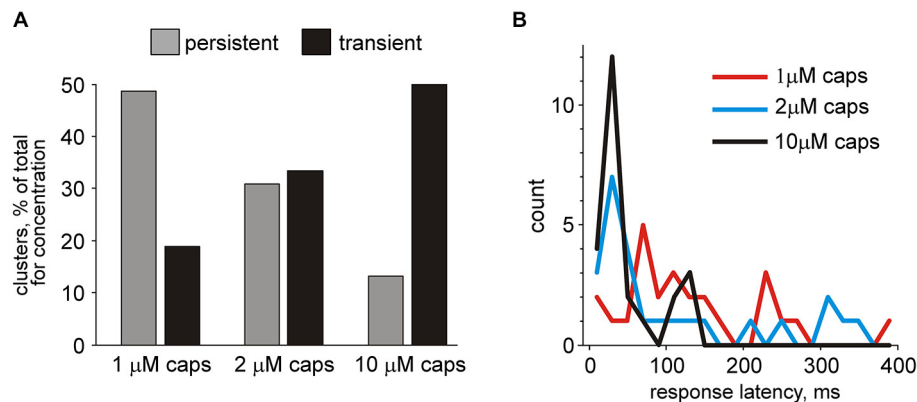 A
persistent transient
clusters, % of total
for concentration
50
40
30
20
10
0
1 μM caps 2 μM caps 10 μM caps
B
1μM caps
2μM caps
10μM caps
count
10
5
0
0 100 200 300 400
response latency, ms